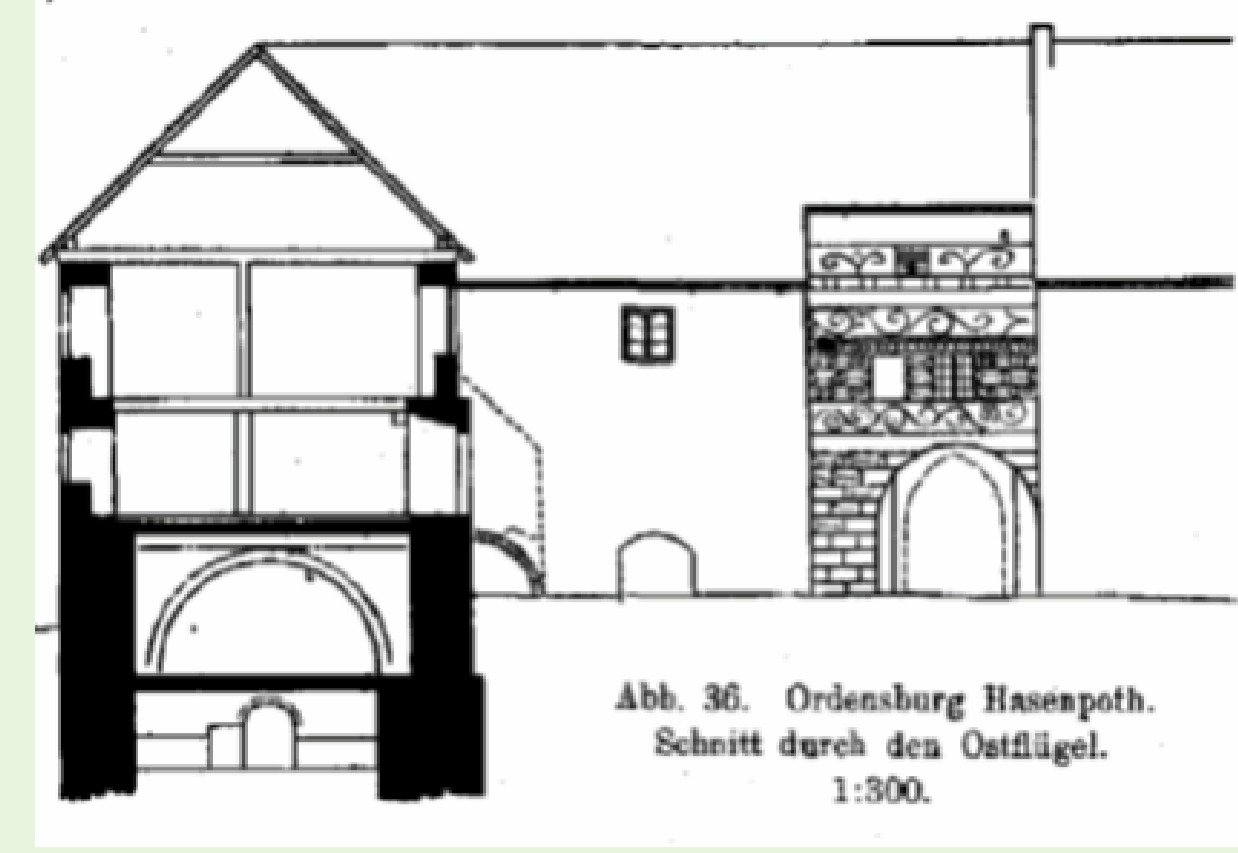 Abb. 36. Ordensburg Hasenpoth.
Schnitt durch den Ostflügel.
1:300.